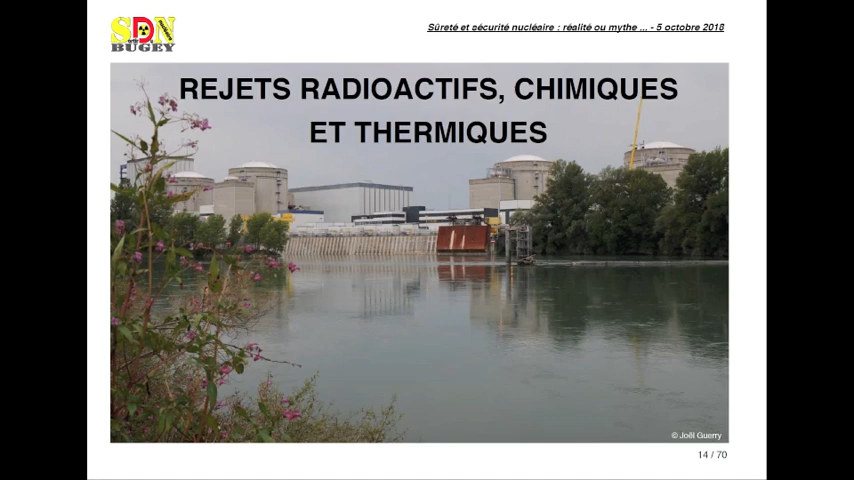 SDN
BUGEY
Sûreté et sécurité nucléaire : réalité ou mythe ... - 5 octobre 2018
REJETS RADIOACTIFS, CHIMIQUES
ET THERMIQUES
© Joël Guerry
14 / 70